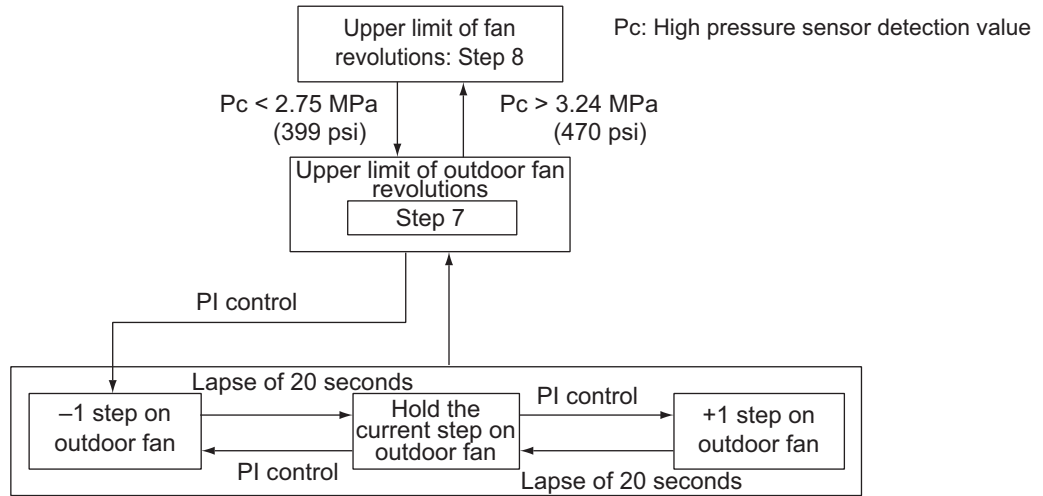 Upper limit of fan
revolutions: Step 8
Pc: High pressure sensor detection value
Pc < 2.75 MPa
(399 psi)
Pc > 3.24 MPa
(470 psi)
Upper limit of outdoor fan
revolutions
Step 7
PI control
Lapse of 20 seconds
–1 step on
outdoor fan
Hold the
current step on
outdoor fan
PI control
+1 step on
outdoor fan
PI control
Lapse of 20 seconds